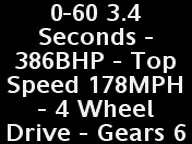 0-60 3.4
Seconds -
386BHP - Top
Speed 178MPH
- 4 Wheel
Drive - Gears 6